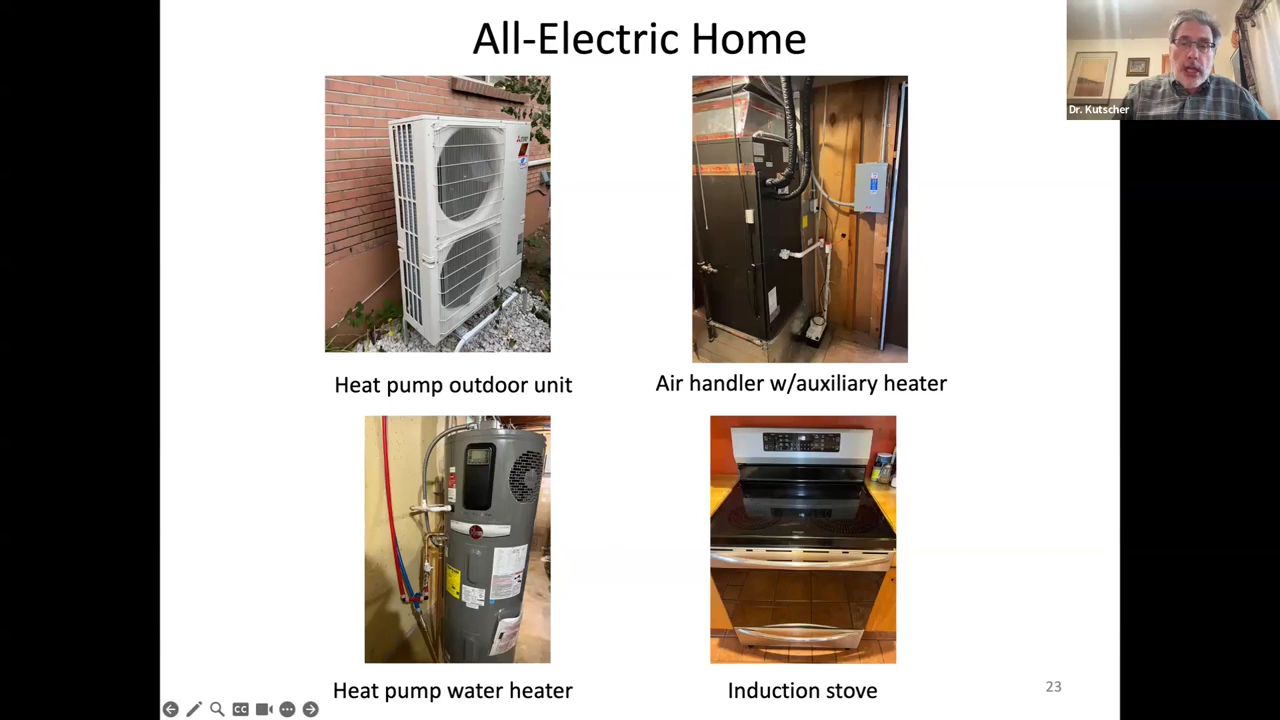 All-Electric Home
Dr. Kutscher
Heat pump outdoor unit
Air handler w/auxiliary heater
Heat pump water heater
Induction stove
23
CC